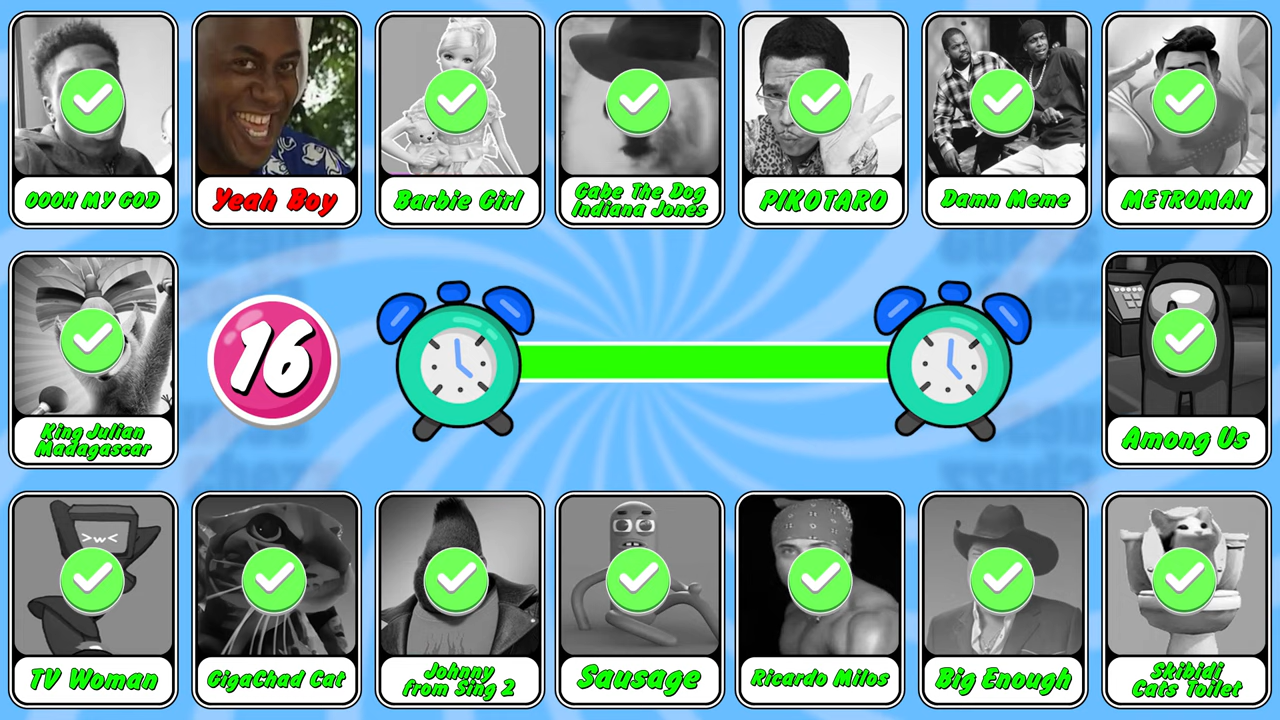 OOOH MY GOD
Yeah Boy
Barbie Girl
Gabe The Dog
Indiana Jones
PIKOTARO
Damn Meme
METROMAN
King Julian
Madagascar
16
Among Us
>w<
TV Woman
GigaChad Cat
Johnny
from Sing 2
Sausage
Ricardo Milos
Big Enough
Skibidi
Cats Toilet